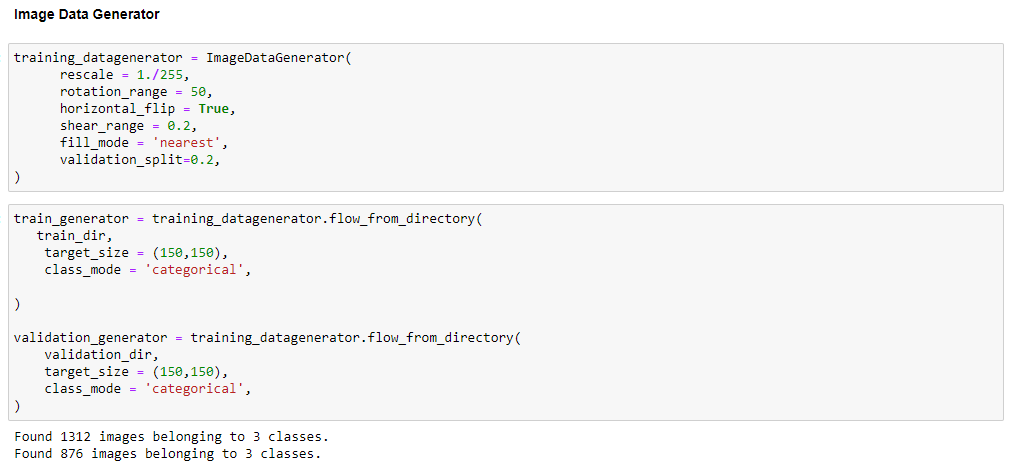 Image Data Generator
training_datagenerator = ImageDataGenerator(
      rescale = 1./255,
      rotation_range = 50,
      horizontal_flip = True,
      shear_range = 0.2,
      fill_mode = 'nearest',
      validation_split=0.2,
)
train_generator = training_datagenerator.flow_from_directory(
   train_dir,
    target_size = (150,150),
    class_mode = 'categorical',
)
validation_generator = training_datagenerator.flow_from_directory(
    validation_dir,
    target_size = (150,150),
    class_mode = 'categorical',
)
Found 1312 images belonging to 3 classes.
Found 876 images belonging to 3 classes.